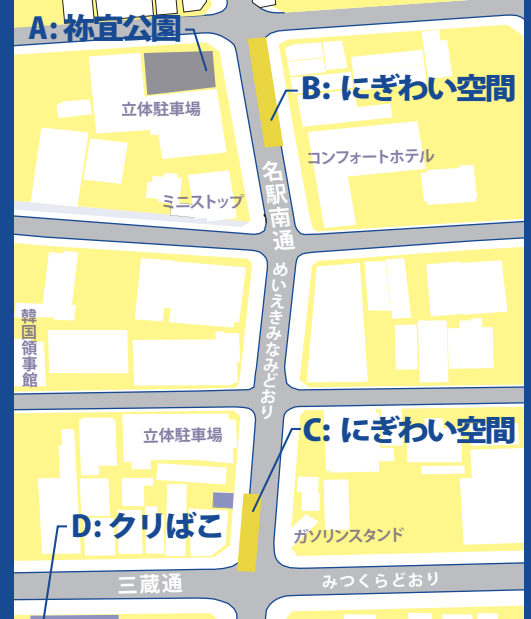 A: 祢宜公園
B: にぎわい空間
立体駐車場
コンフォートホテル
ミニストップ
名駅南通
めいえきみなみどおり
韓国領事館
立体駐車場
C: にぎわい空間
D: クリばこ
ガソリンスタンド
三蔵通
みつくらどおり